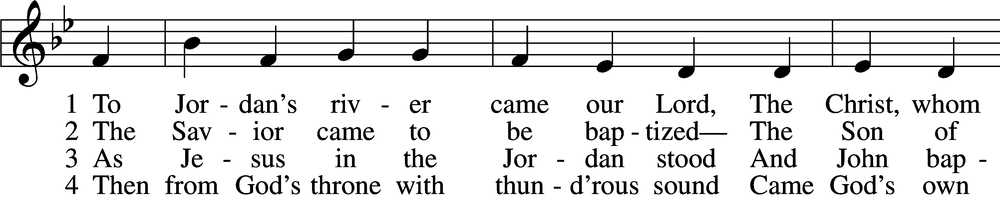 1 To Jor - dan’s riv - er came our Lord, The Christ, whom
2 The Sav - ior came to be bap - tized— The Son of
3 As Je - sus in the Jor - dan stood And John bap -
4 Then from God’s throne with thun - d’rous sound Came God’s own